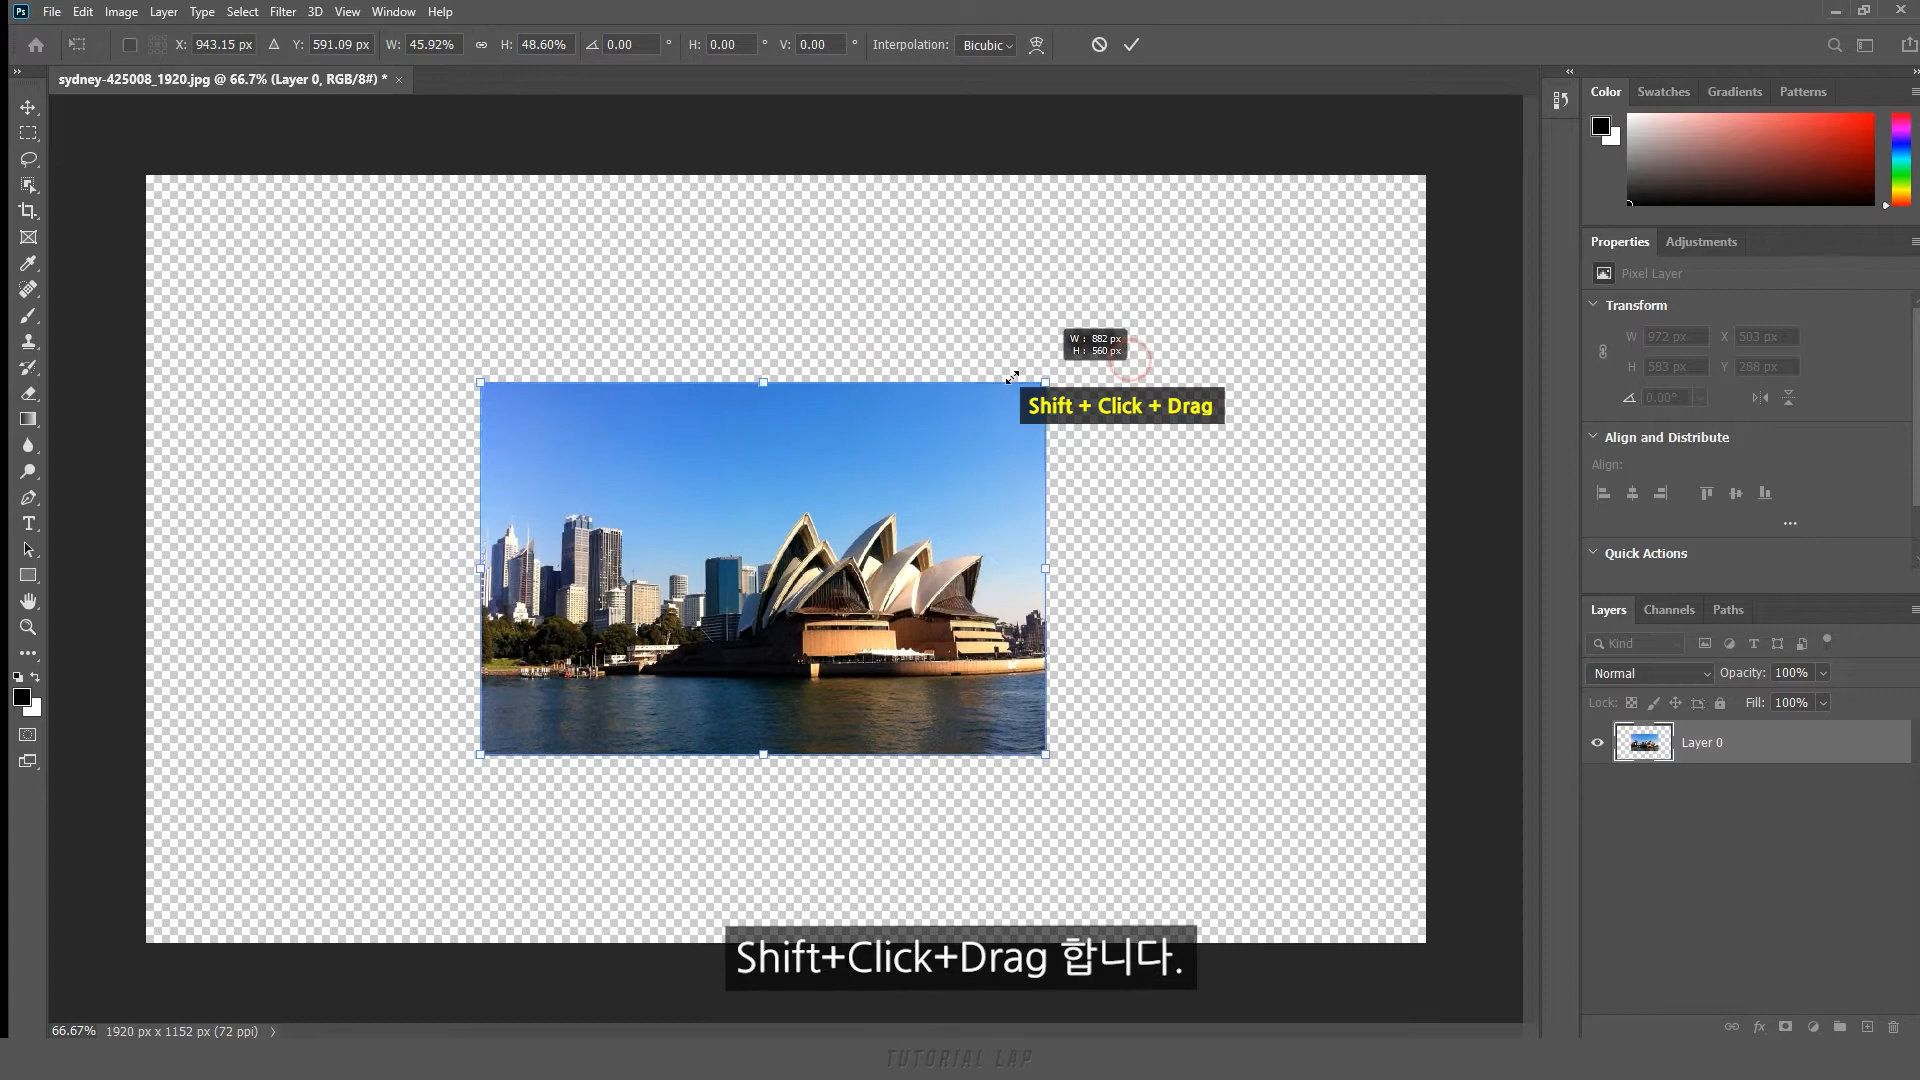 Ps File Edit Image Layer Type Select Filter 3D View Window Help
X: 943.15 px Y: 591.09 px W: 45.92% H: 48.60% 0.00 ° H: 0.00 ° V: 0.00 ° Interpolation: Bicubic
sydney-425008_1920.jpg @ 66.7% (Layer 0, RGB/8#) * ×
Color Swatches Gradients Patterns
Properties Adjustments
Pixel Layer
Transform
W 972 px X 503 px
H 583 px Y 288 px
0.00°
W : 882 px
H : 560 px
Shift + Click + Drag
Align and Distribute
Align:
Quick Actions
Layers Channels Paths
Kind
Normal Opacity: 100%
Lock: Fill: 100%
Layer 0
Shift+Click+Drag 합니다.
66.67% 1920 px x 1152 px (72 ppi)
TUTORIAL LAP